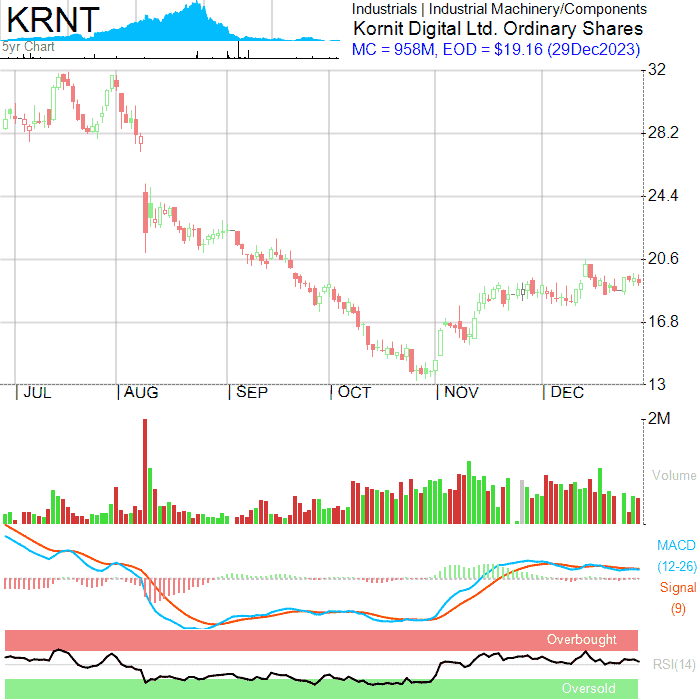 KRNT
5yr Chart
Industrials | Industrial Machinery/Components
Kornit Digital Ltd. Ordinary Shares
MC = 958M, EOD = $19.16 (29Dec2023)
32
28.2
24.4
20.6
16.8
13
JUL AUG SEP OCT NOV DEC
2M
Volume
MACD
(12-26)
Signal
(9)
Overbought
RSI(14)
Oversold